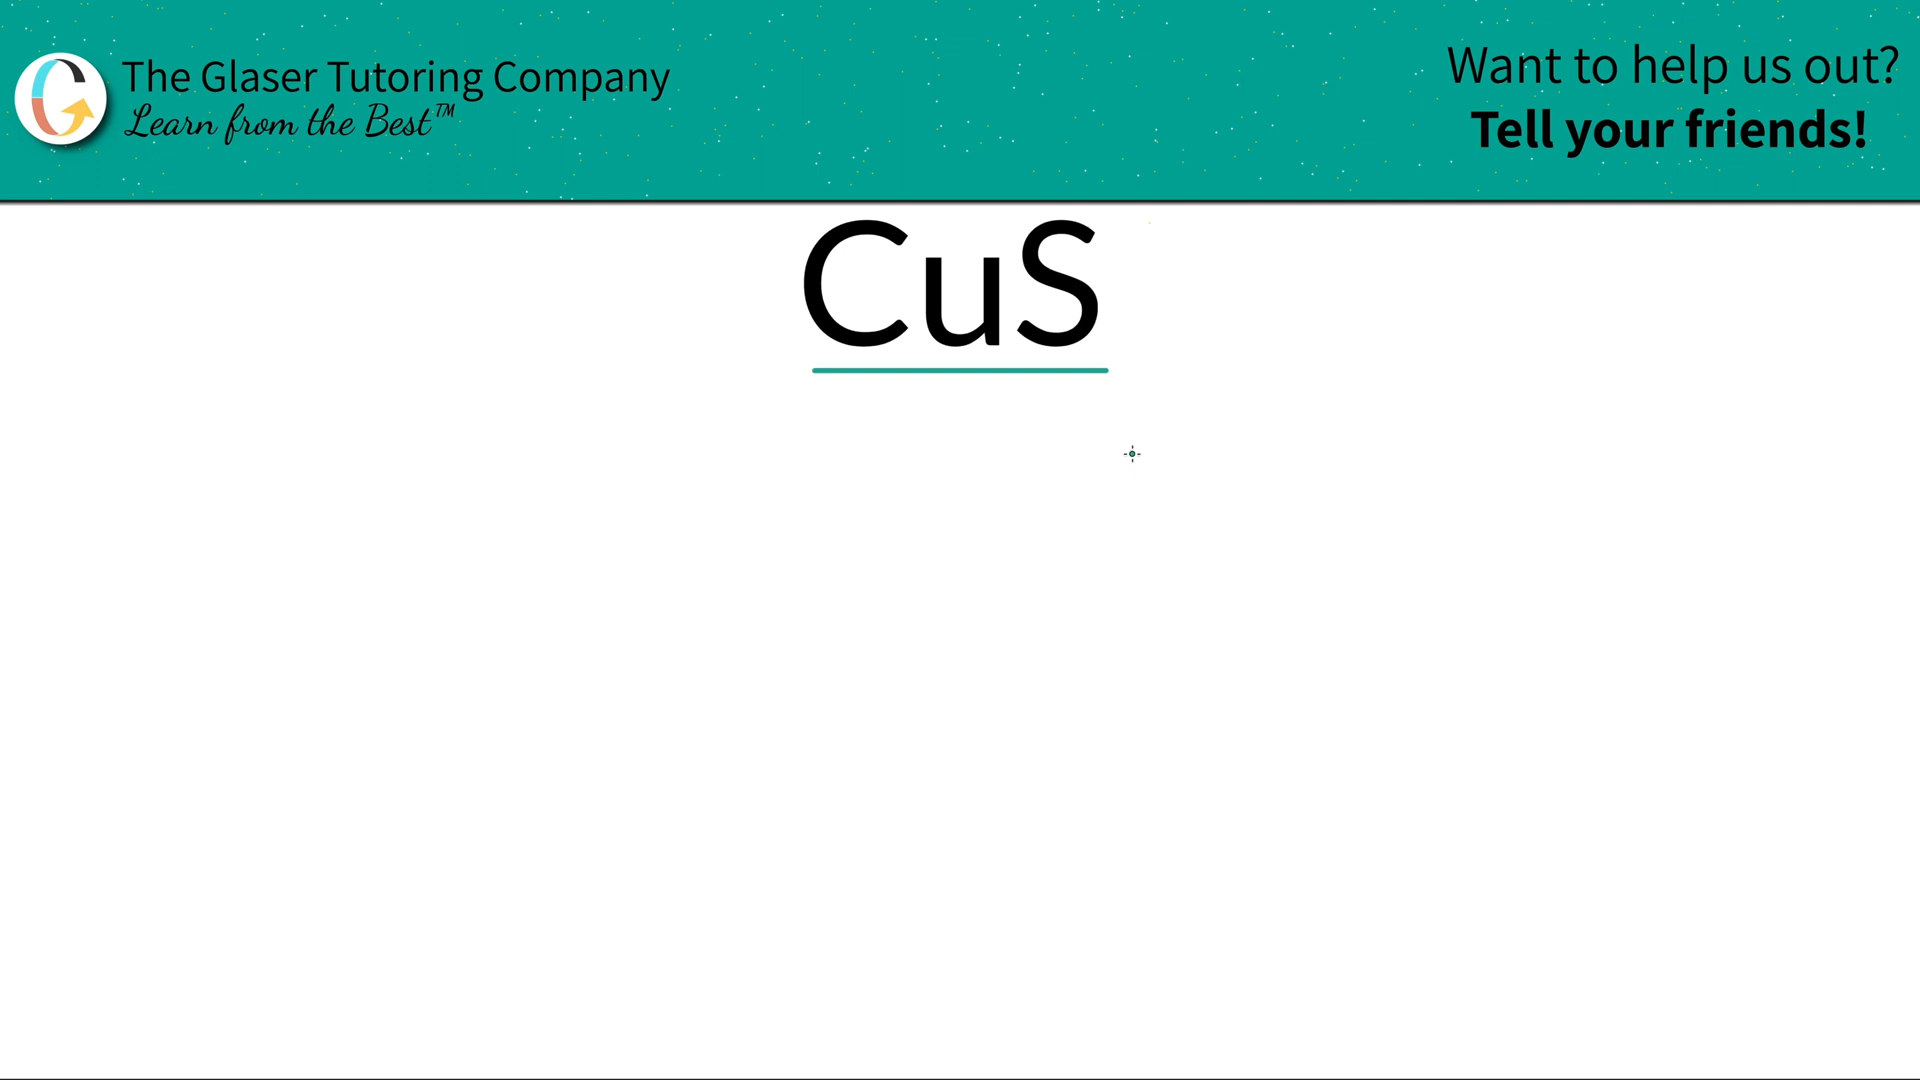 The Glaser Tutoring Company
Learn from the Best™
Want to help us out?
Tell your friends!
CuS